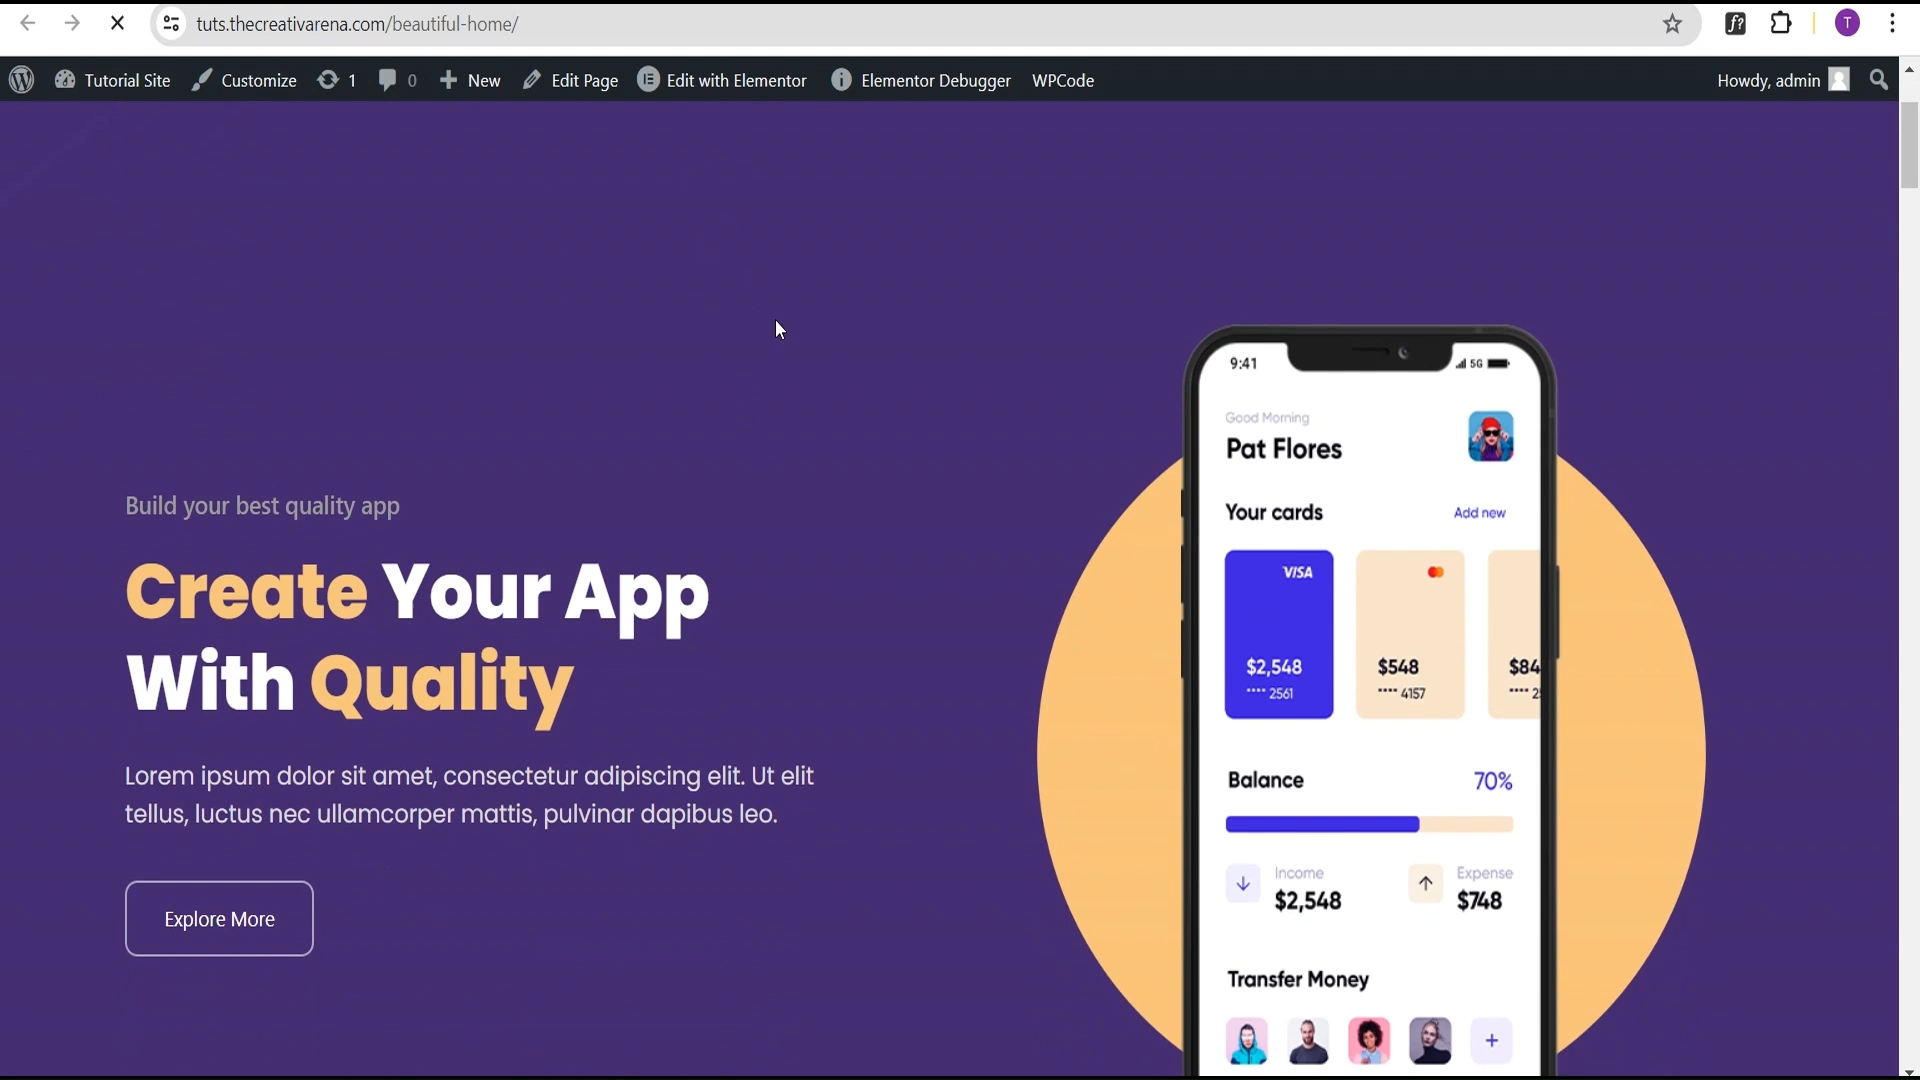 tuts.thecreativarena.com/beautiful-home/
f?
T
Tutorial Site Customize 1 0 New Edit Page Edit with Elementor Elementor Debugger WPCode Howdy, admin
9:41 5G
Good Morning
Pat Flores
Your cards Add new
VISA
$2,548 $548 $84
•••• 2561 •••• 4157 •••• 2
Build your best quality app
Create Your App
With Quality
Lorem ipsum dolor sit amet, consectetur adipiscing elit. Ut elit
tellus, luctus nec ullamcorper mattis, pulvinar dapibus leo.
Explore More
Balance 70%
Income Expense
$2,548 $748
Transfer Money
+